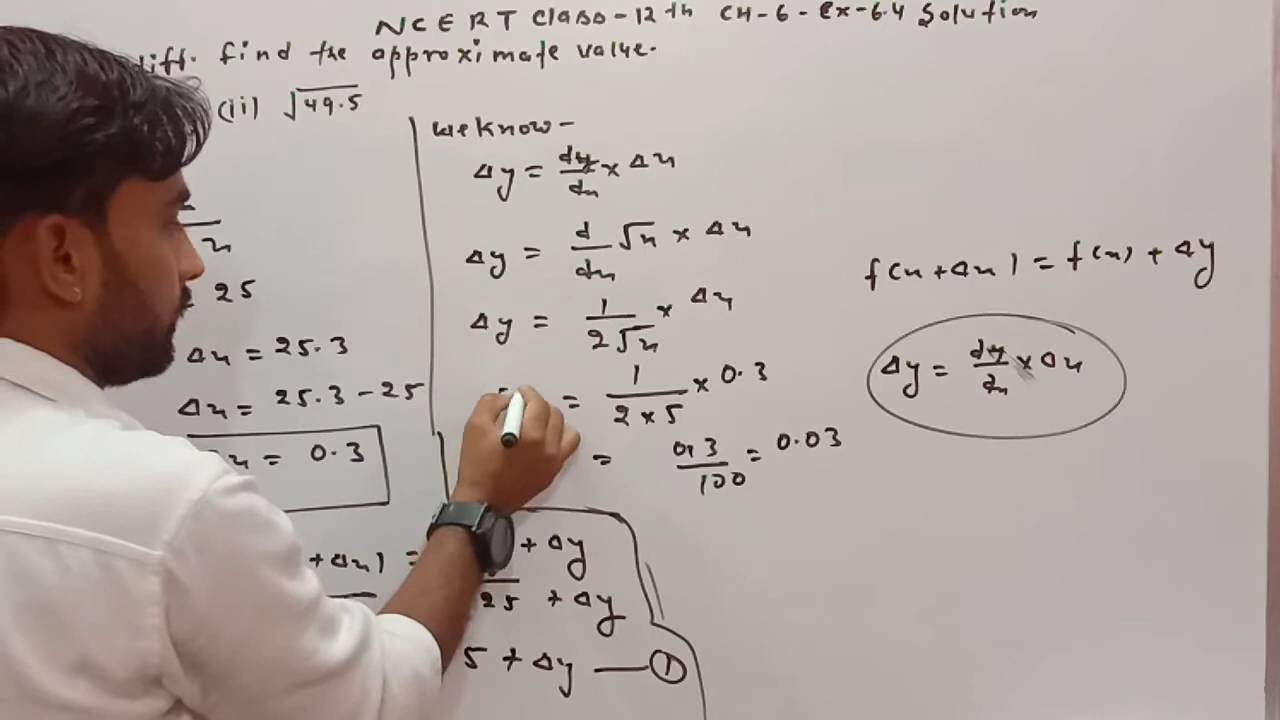 NCERT Class-12th CH-6-Ex-6.4 Solution
diff. find the approximate value.
(ii) √49.5
25
Δx = 25.3
Δx = 25.3 - 25
x = 0.3
+Δx) =
We know -
Δy = dy/dx × Δx
Δy = d/dx √x × Δx
Δy = 1/2√x × Δx
= 1/2×5 × 0.3
= 0.3/100 = 0.03
+ Δy
25 + Δy
5 + Δy — ①
f(x + Δx) = f(x) + Δy
Δy = dy/dx × Δx